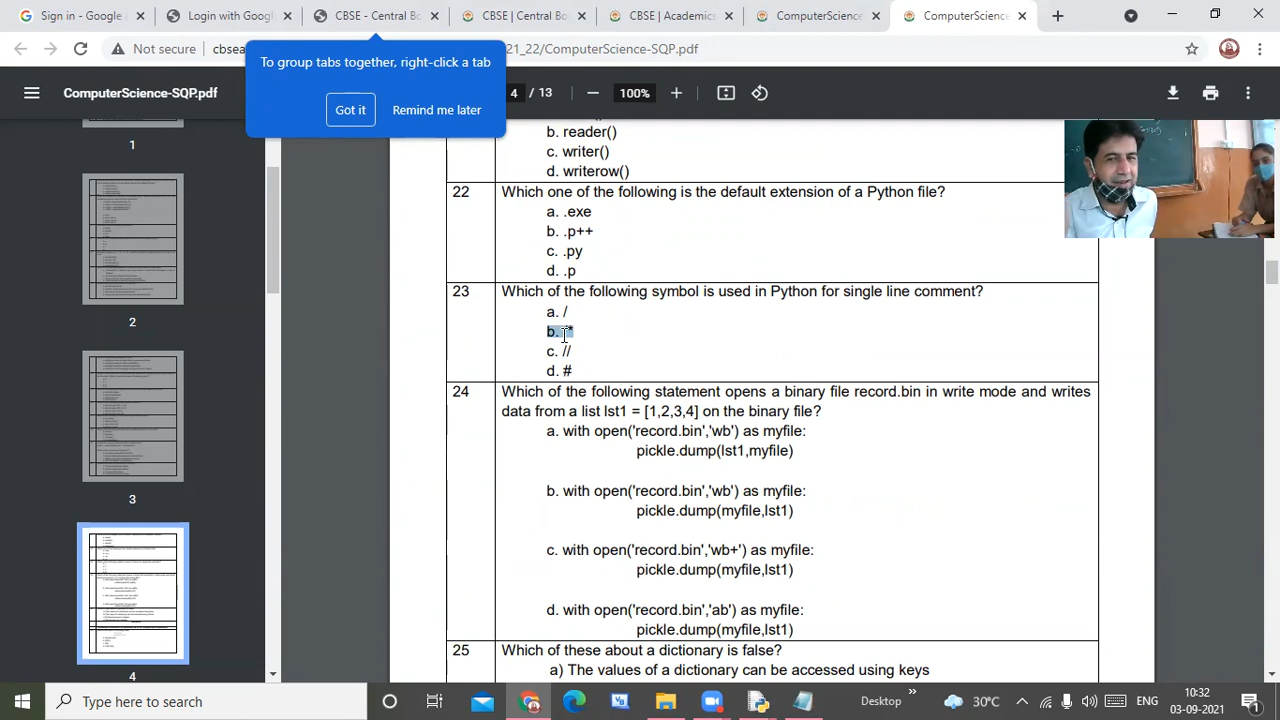 Sign in - Google
Login with Goog
CBSE - Central Bo
CBSE | Central Bo
CBSE | Academics
ComputerScience
ComputerScience
Not secure
cbsea
21_22/ComputerScience-SQP.pdf
To group tabs together, right-click a tab
Got it
Remind me later
ComputerScience-SQP.pdf
4 / 13
100%
1
2
3
4
b. reader()
c. writer()
d. writerow()
22 Which one of the following is the default extension of a Python file?
a. .exe
b. .p++
c. .py
d. .p
23 Which of the following symbol is used in Python for single line comment?
a. /
b.
c. //
d. #
24 Which of the following statement opens a binary file record.bin in write mode and writes
data from a list lst1 = [1,2,3,4] on the binary file?
a. with open('record.bin','wb') as myfile:
pickle.dump(lst1,myfile)
b. with open('record.bin','wb') as myfile:
pickle.dump(myfile,lst1)
c. with open('record.bin','wb+') as myfile:
pickle.dump(myfile,lst1)
d. with open('record.bin','ab') as myfile:
pickle.dump(myfile,lst1)
25 Which of these about a dictionary is false?
a) The values of a dictionary can be accessed using keys
Type here to search
Desktop
30°C
ENG
10:32
03-09-2021